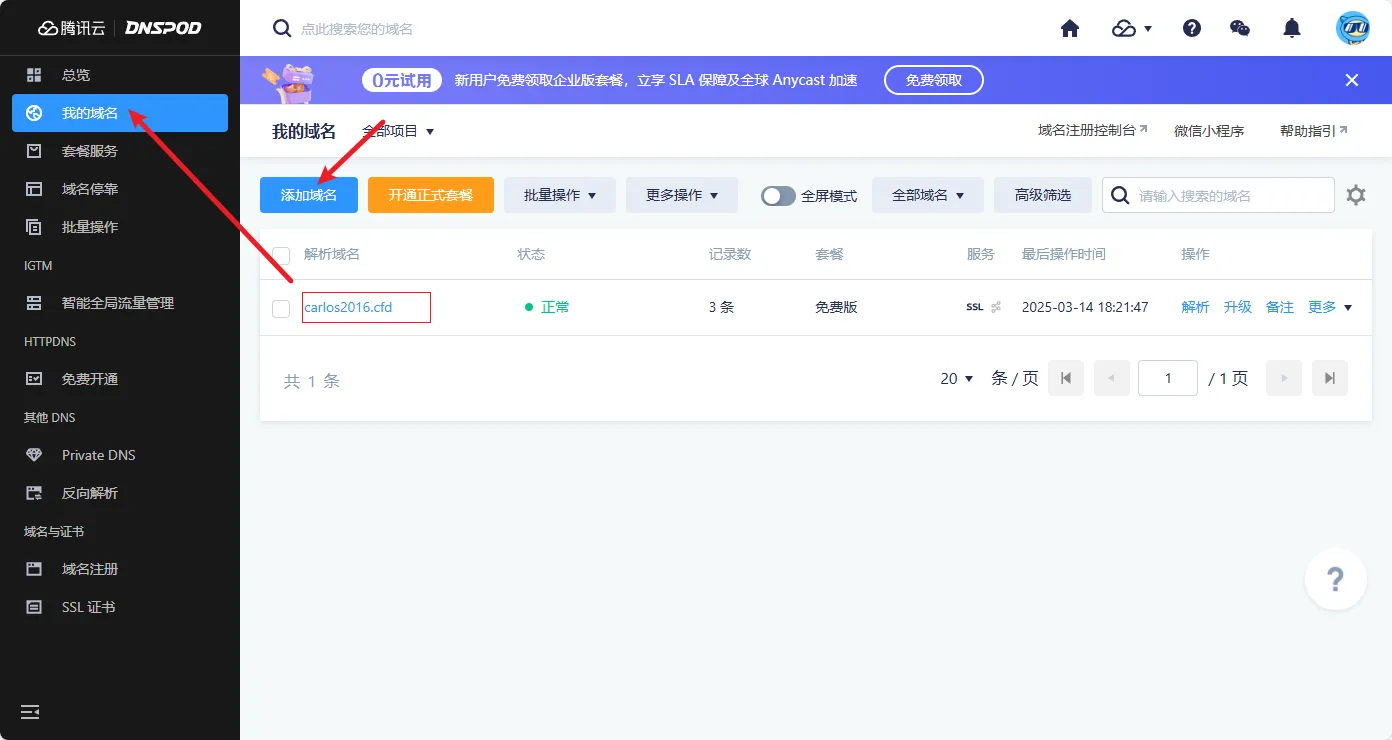 腾讯云 DNSPOD
点此搜索您的域名
总览
我的域名
套餐服务
域名停靠
批量操作
IGTM
智能全局流量管理
HTTPDNS
免费开通
其他 DNS
Private DNS
反向解析
域名与证书
域名注册
SSL 证书
0元试用 新用户免费领取企业版套餐，立享 SLA 保障及全球 Anycast 加速 免费领取
我的域名 全部项目 域名注册控制台 微信小程序 帮助指引
添加域名 开通正式套餐 批量操作 更多操作 全屏模式 全部域名 高级筛选 请输入搜索的域名
解析域名 状态 记录数 套餐 服务 最后操作时间 操作
carlos2016.cfd 正常 3 条 免费版 SSL 2025-03-14 18:21:47 解析 升级 备注 更多
共 1 条 20 条 / 页 1 / 1 页
?